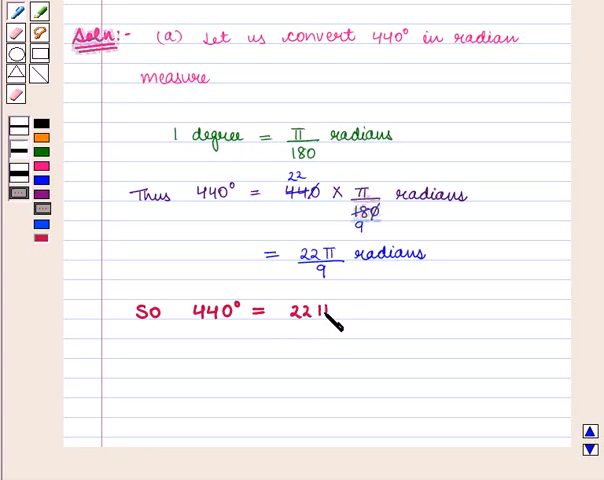 Soln:- (a) Let us convert 440° in radian
measure
1 degree = π/180 radians
22
Thus 440° = 440 × π/180 radians
9
= 22π/9 radians
So 440° = 22π